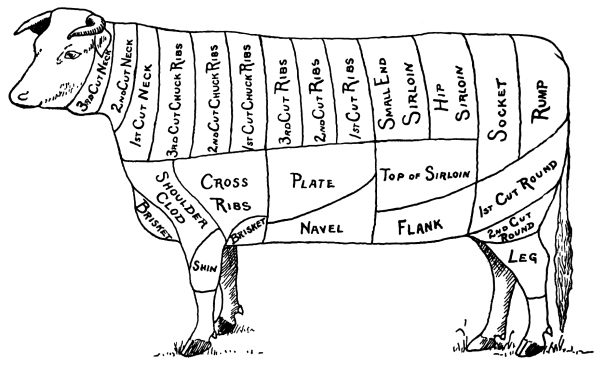 3RD CUT NECK
2ND CUT NECK
1ST CUT NECK
3RD CUT CHUCK RIBS
2ND CUT CHUCK RIBS
1ST CUT CHUCK RIBS
3RD CUT RIBS
2ND CUT RIBS
1ST CUT RIBS
SMALL END
SIRLOIN
HIP
SIRLOIN
SOCKET
RUMP
SHOULDER
CLOD
CROSS
RIBS
PLATE
TOP OF SIRLOIN
1ST CUT ROUND
BRISKET
BRISKET
NAVEL
FLANK
2ND CUT
ROUND
SHIN
LEG